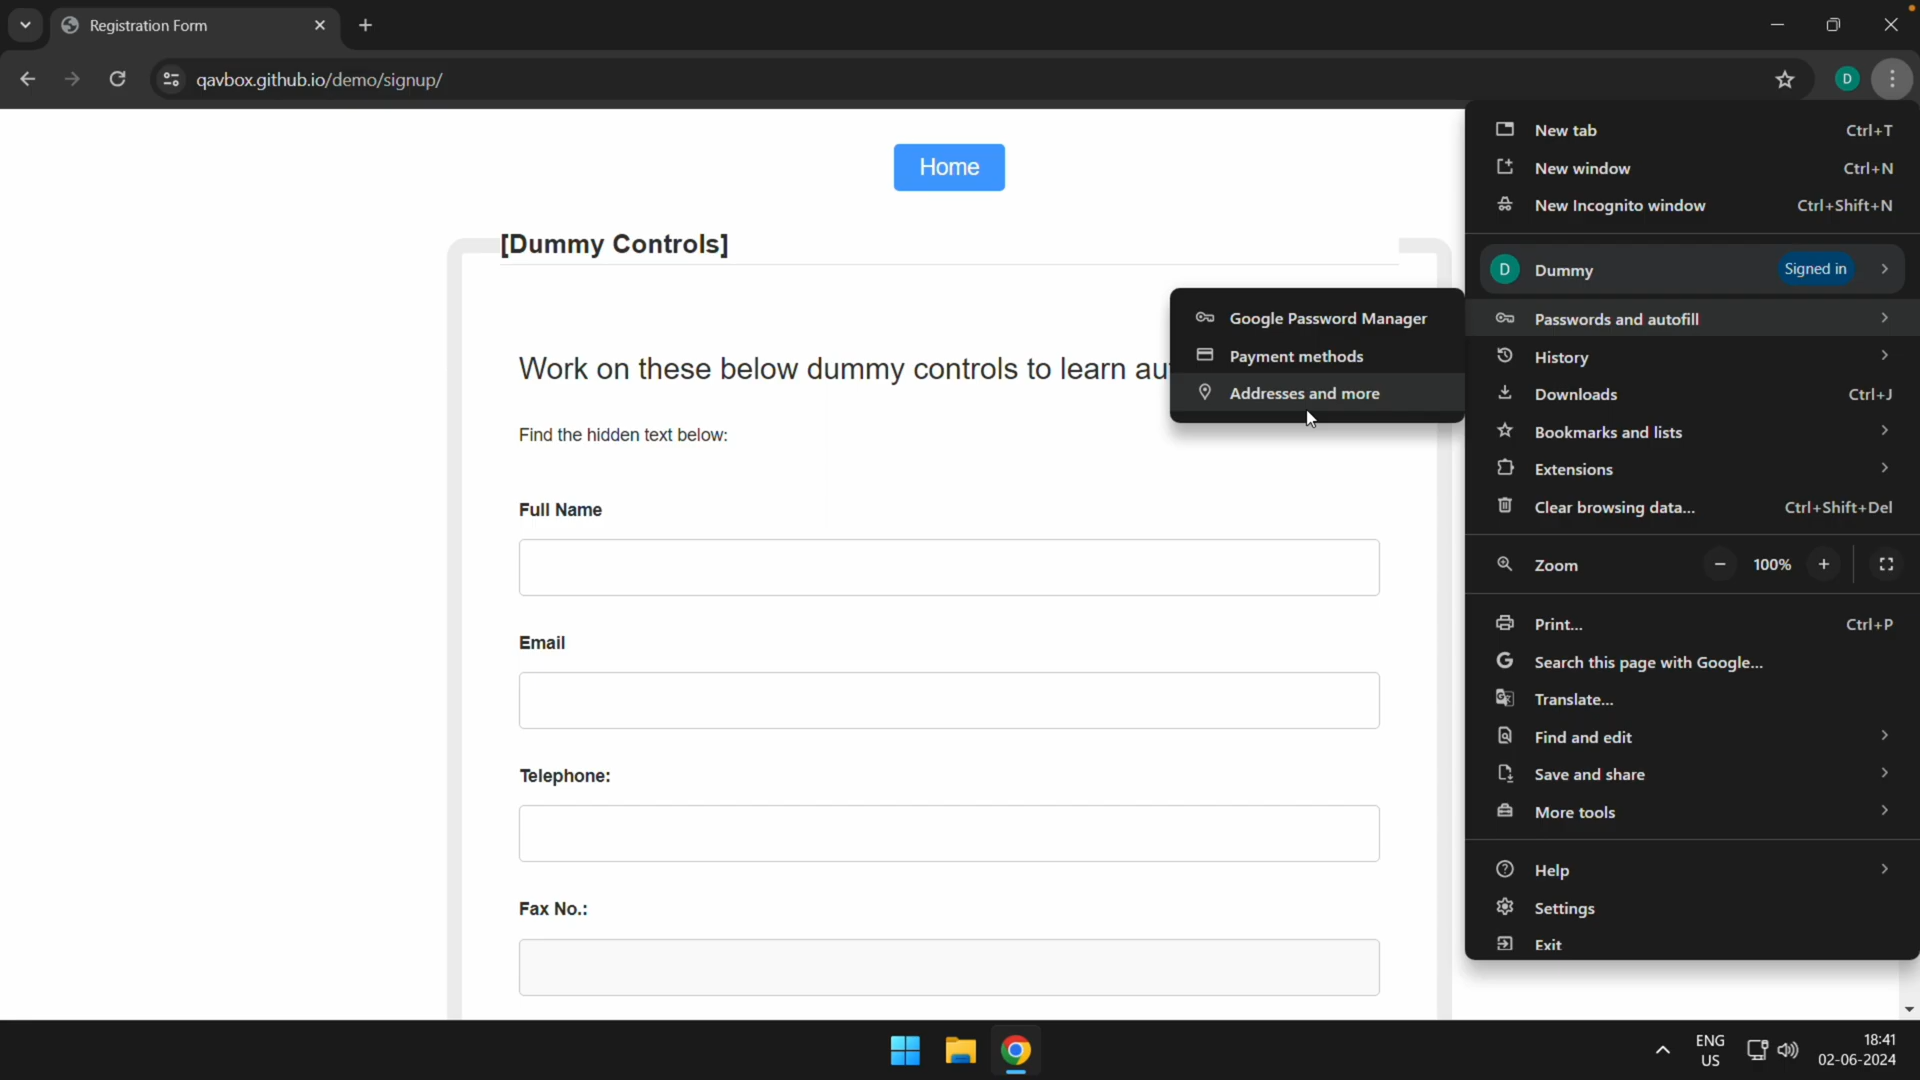 Registration Form
qavbox.github.io/demo/signup/
D
Home
[Dummy Controls]
Work on these below dummy controls to learn au
Find the hidden text below:
Full Name
Email
Telephone:
Fax No.:
Google Password Manager
Payment methods
Addresses and more
New tab Ctrl+T
New window Ctrl+N
New Incognito window Ctrl+Shift+N
D Dummy Signed in
Passwords and autofill
History
Downloads Ctrl+J
Bookmarks and lists
Extensions
Clear browsing data... Ctrl+Shift+Del
Zoom − 100% +
Print... Ctrl+P
Search this page with Google...
Translate...
Find and edit
Save and share
More tools
Help
Settings
Exit
ENG
US
18:41
02-06-2024